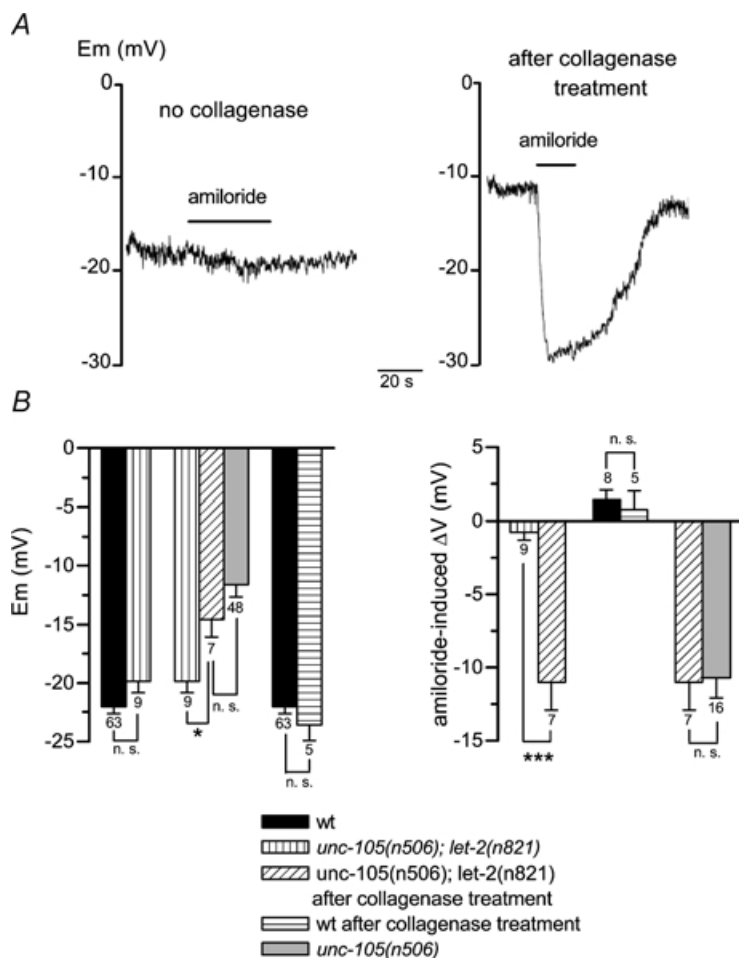 A
Em (mV)
0
-10
-20
-30
no collagenase
amiloride
20 s
after collagenase
treatment
0
-10
-20
-30
amiloride
B
Em (mV)
0
-5
-10
-15
-20
-25
63
9
n. s.
9
7
48
*
n. s.
63
5
n. s.
amiloride-induced ΔV (mV)
5
0
-5
-10
-15
9
7
***
n. s.
8
5
7
16
n. s.
wt
unc-105(n506); let-2(n821)
unc-105(n506); let-2(n821)
after collagenase treatment
wt after collagenase treatment
unc-105(n506)